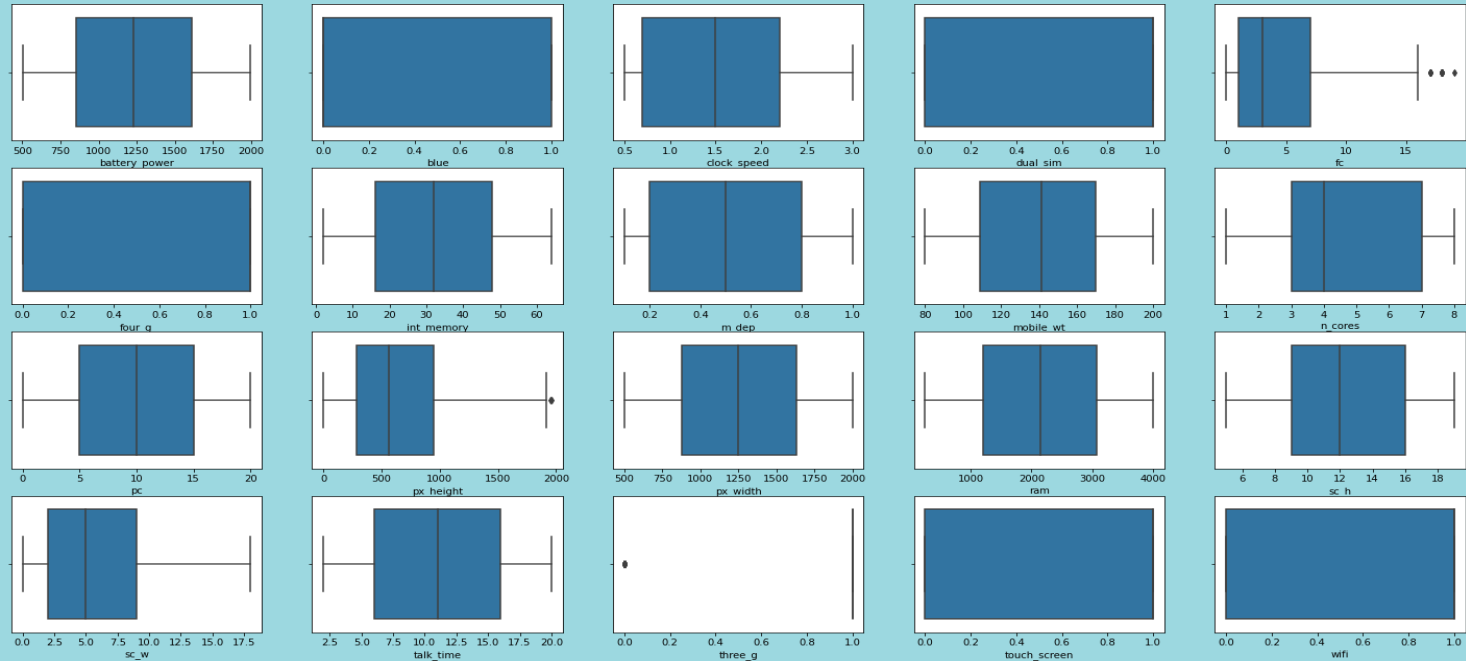 500 750 1000 1250 1500 1750 2000
battery_power
0.0 0.2 0.4 0.6 0.8 1.0
blue
0.5 1.0 1.5 2.0 2.5 3.0
clock_speed
0.0 0.2 0.4 0.6 0.8 1.0
dual_sim
0 5 10 15
fc
0.0 0.2 0.4 0.6 0.8 1.0
four_g
0 10 20 30 40 50 60
int_memory
0.2 0.4 0.6 0.8 1.0
m_dep
80 100 120 140 160 180 200
mobile_wt
1 2 3 4 5 6 7 8
n_cores
0 5 10 15 20
pc
0 500 1000 1500 2000
px_height
500 750 1000 1250 1500 1750 2000
px_width
1000 2000 3000 4000
ram
6 8 10 12 14 16 18
sc_h
0.0 2.5 5.0 7.5 10.0 12.5 15.0 17.5
sc_w
2.5 5.0 7.5 10.0 12.5 15.0 17.5 20.0
talk_time
0.0 0.2 0.4 0.6 0.8 1.0
three_g
0.0 0.2 0.4 0.6 0.8 1.0
touch_screen
0.0 0.2 0.4 0.6 0.8 1.0
wifi